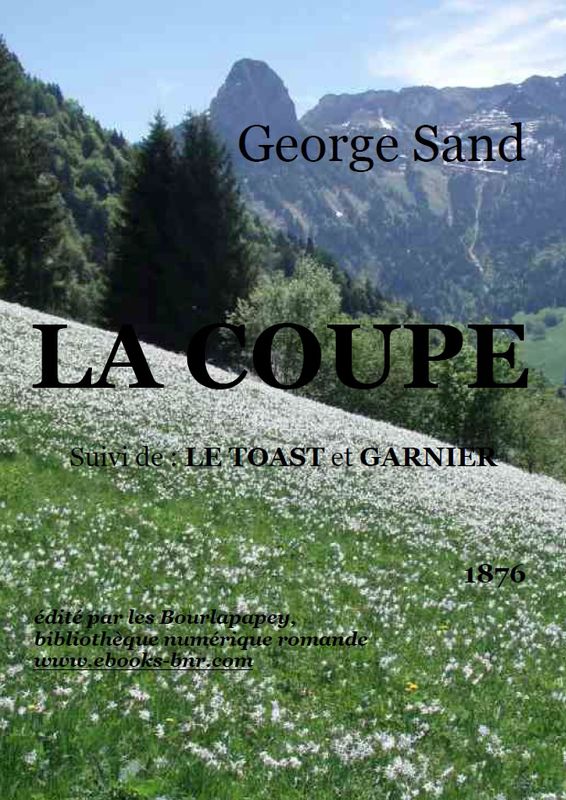 George Sand
LA COUPE
Suivi de : LE TOAST et GARNIER
1876
édité par les Bourlapapey,
bibliothèque numérique romande
www.ebooks-bnr.com